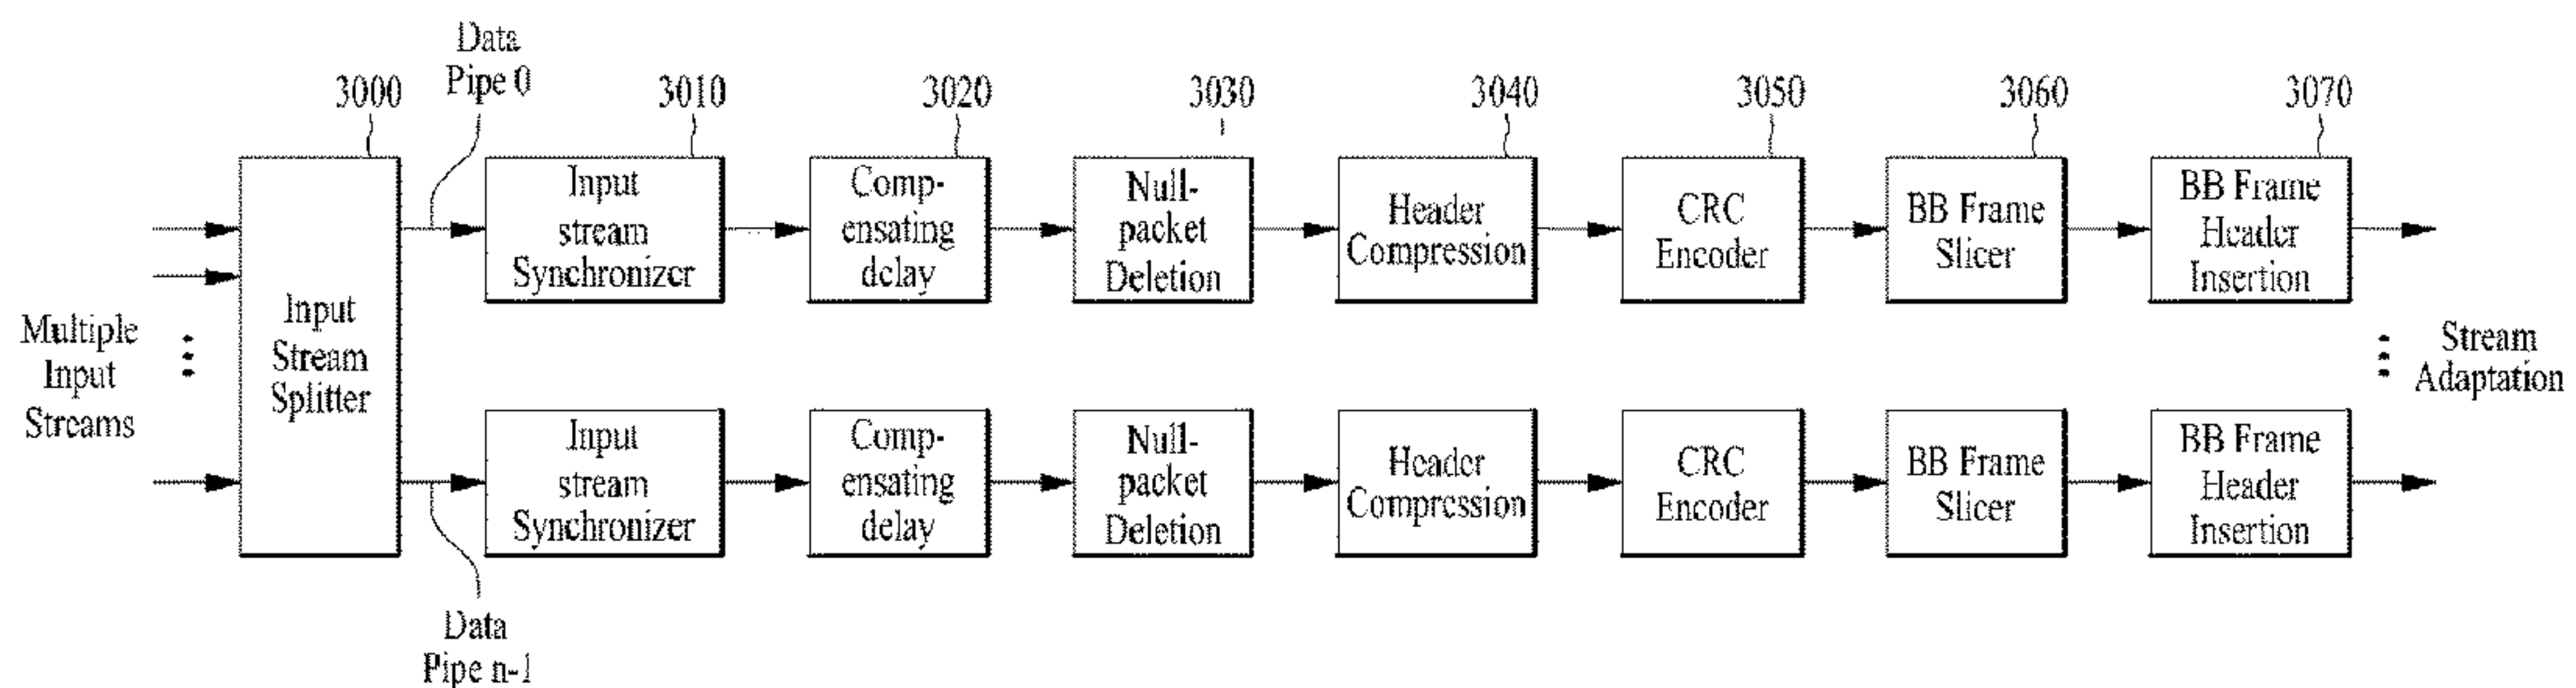 Data
Pipe 0
3000
3010
3020
3030
3040
3050
3060
3070
Multiple
Input
Streams
Input
Stream
Splitter
Input
stream
Synchronizer
Comp-
ensating
delay
Null-
packet
Deletion
Header
Compression
CRC
Encoder
BB Frame
Slicer
BB Frame
Header
Insertion
Stream
Adaptation
Input
stream
Synchronizer
Comp-
ensating
delay
Null-
packet
Deletion
Header
Compression
CRC
Encoder
BB Frame
Slicer
BB Frame
Header
Insertion
Data
Pipe n-1